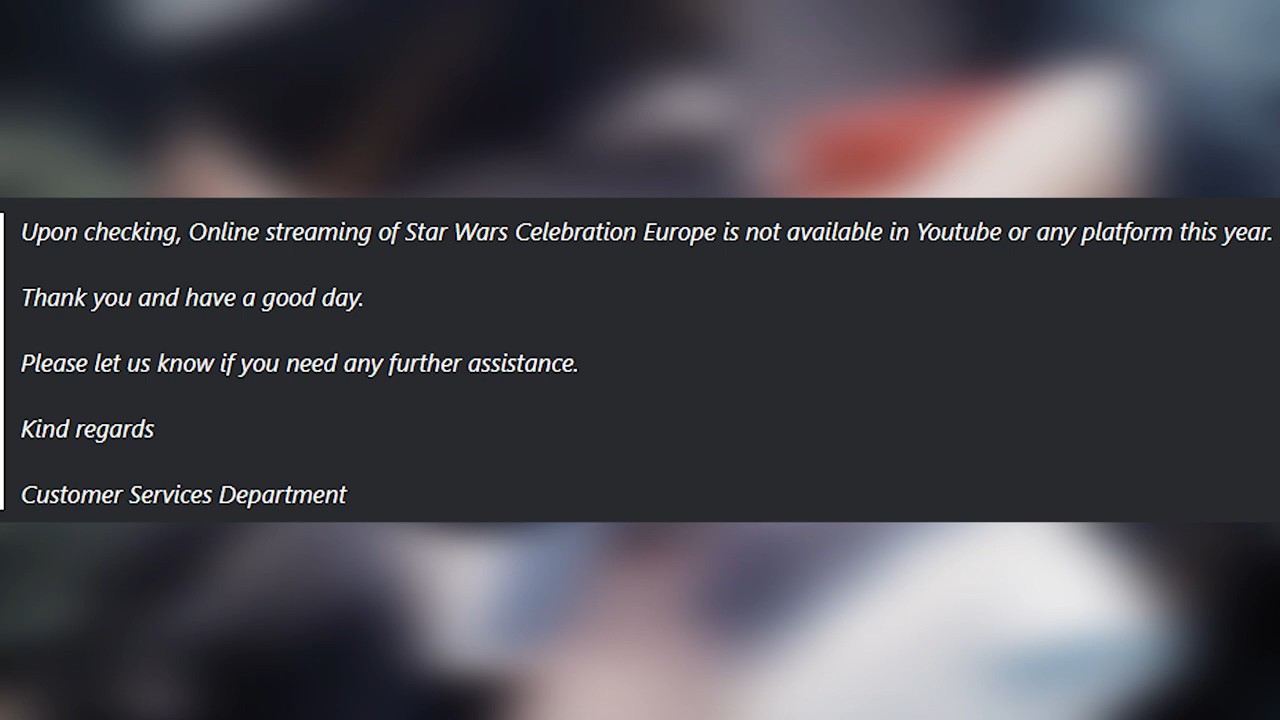 Upon checking, Online streaming of Star Wars Celebration Europe is not available in Youtube or any platform this year.
Thank you and have a good day.
Please let us know if you need any further assistance.
Kind regards
Customer Services Department